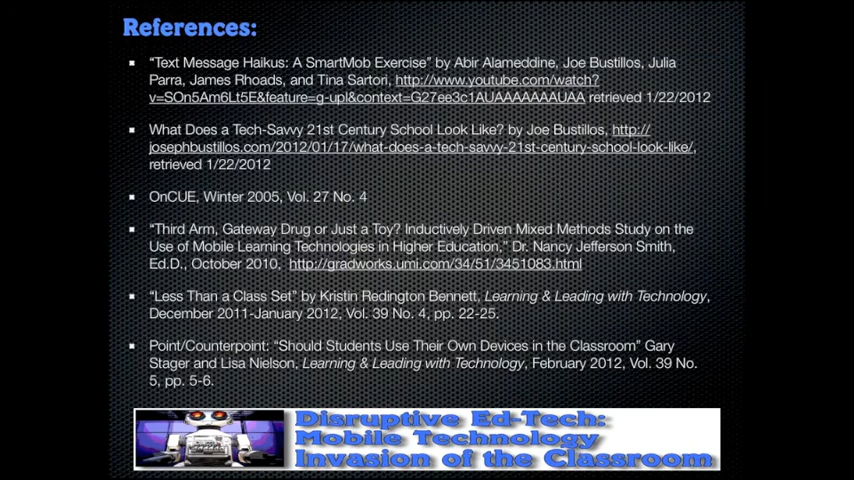 References:
“Text Message Haikus: A SmartMob Exercise” by Abir Alameddine, Joe Bustillos, Julia
Parra, James Rhoads, and Tina Sartori, http://www.youtube.com/watch?
v=SOn5Am6Lt5E&feature=g-upl&context=G27ee3c1AUAAAAAAAUAA retrieved 1/22/2012
What Does a Tech-Savvy 21st Century School Look Like? by Joe Bustillos, http://
josephbustillos.com/2012/01/17/what-does-a-tech-savvy-21st-century-school-look-like/,
retrieved 1/22/2012
OnCUE, Winter 2005, Vol. 27 No. 4
“Third Arm, Gateway Drug or Just a Toy? Inductively Driven Mixed Methods Study on the
Use of Mobile Learning Technologies in Higher Education,” Dr. Nancy Jefferson Smith,
Ed.D., October 2010, http://gradworks.umi.com/34/51/3451083.html
“Less Than a Class Set” by Kristin Redington Bennett, Learning & Leading with Technology,
December 2011-January 2012, Vol. 39 No. 4, pp. 22-25.
Point/Counterpoint: “Should Students Use Their Own Devices in the Classroom” Gary
Stager and Lisa Nielson, Learning & Leading with Technology, February 2012, Vol. 39 No.
5, pp. 5-6.
Disruptive Ed-Tech:
Mobile Technology
Invasion of the Classroom